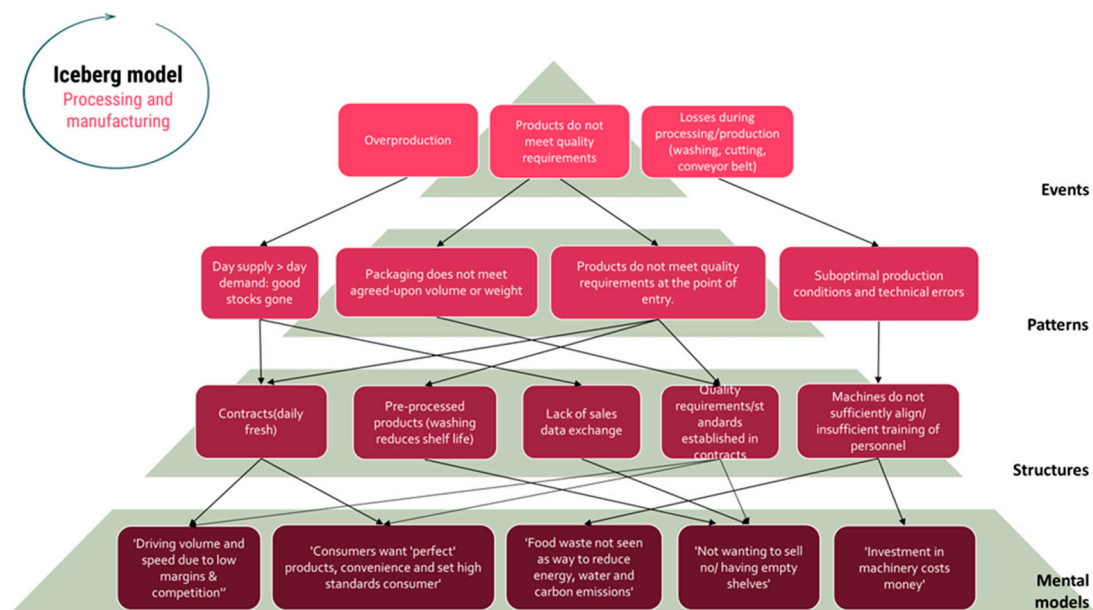 Iceberg model
Processing and
manufacturing
Overproduction
Products do not
meet quality
requirements
Losses during
processing/production
(washing, cutting,
conveyor belt)
Events
Day supply > day
demand: good
stocks gone
Packaging does not meet
agreed-upon volume or weight
Products do not meet quality
requirements at the point of
entry.
Suboptimal production
conditions and technical errors
Patterns
Contracts(daily
fresh)
Pre-processed
products (washing
reduces shelf life)
Lack of sales
data exchange
Quality
requirements/st
andards
established in
contracts
Machines do not
sufficiently align/
insufficient training of
personnel
Structures
'Driving volume and
speed due to low
margins &
competition''
'Consumers want 'perfect'
products, convenience and set high
standards consumer'
'Food waste not seen
as way to reduce
energy, water and
carbon emissions'
'Not wanting to sell
no/ having empty
shelves'
'Investment in
machinery costs
money'
Mental
models